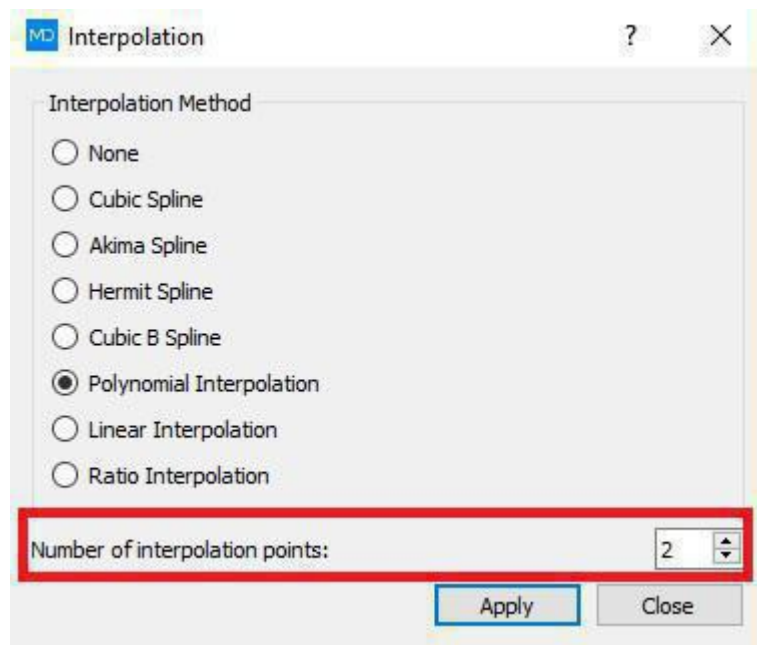 MD Interpolation ? ×
Interpolation Method
None
Cubic Spline
Akima Spline
Hermit Spline
Cubic B Spline
Polynomial Interpolation
Linear Interpolation
Ratio Interpolation
Number of interpolation points: 2
Apply Close